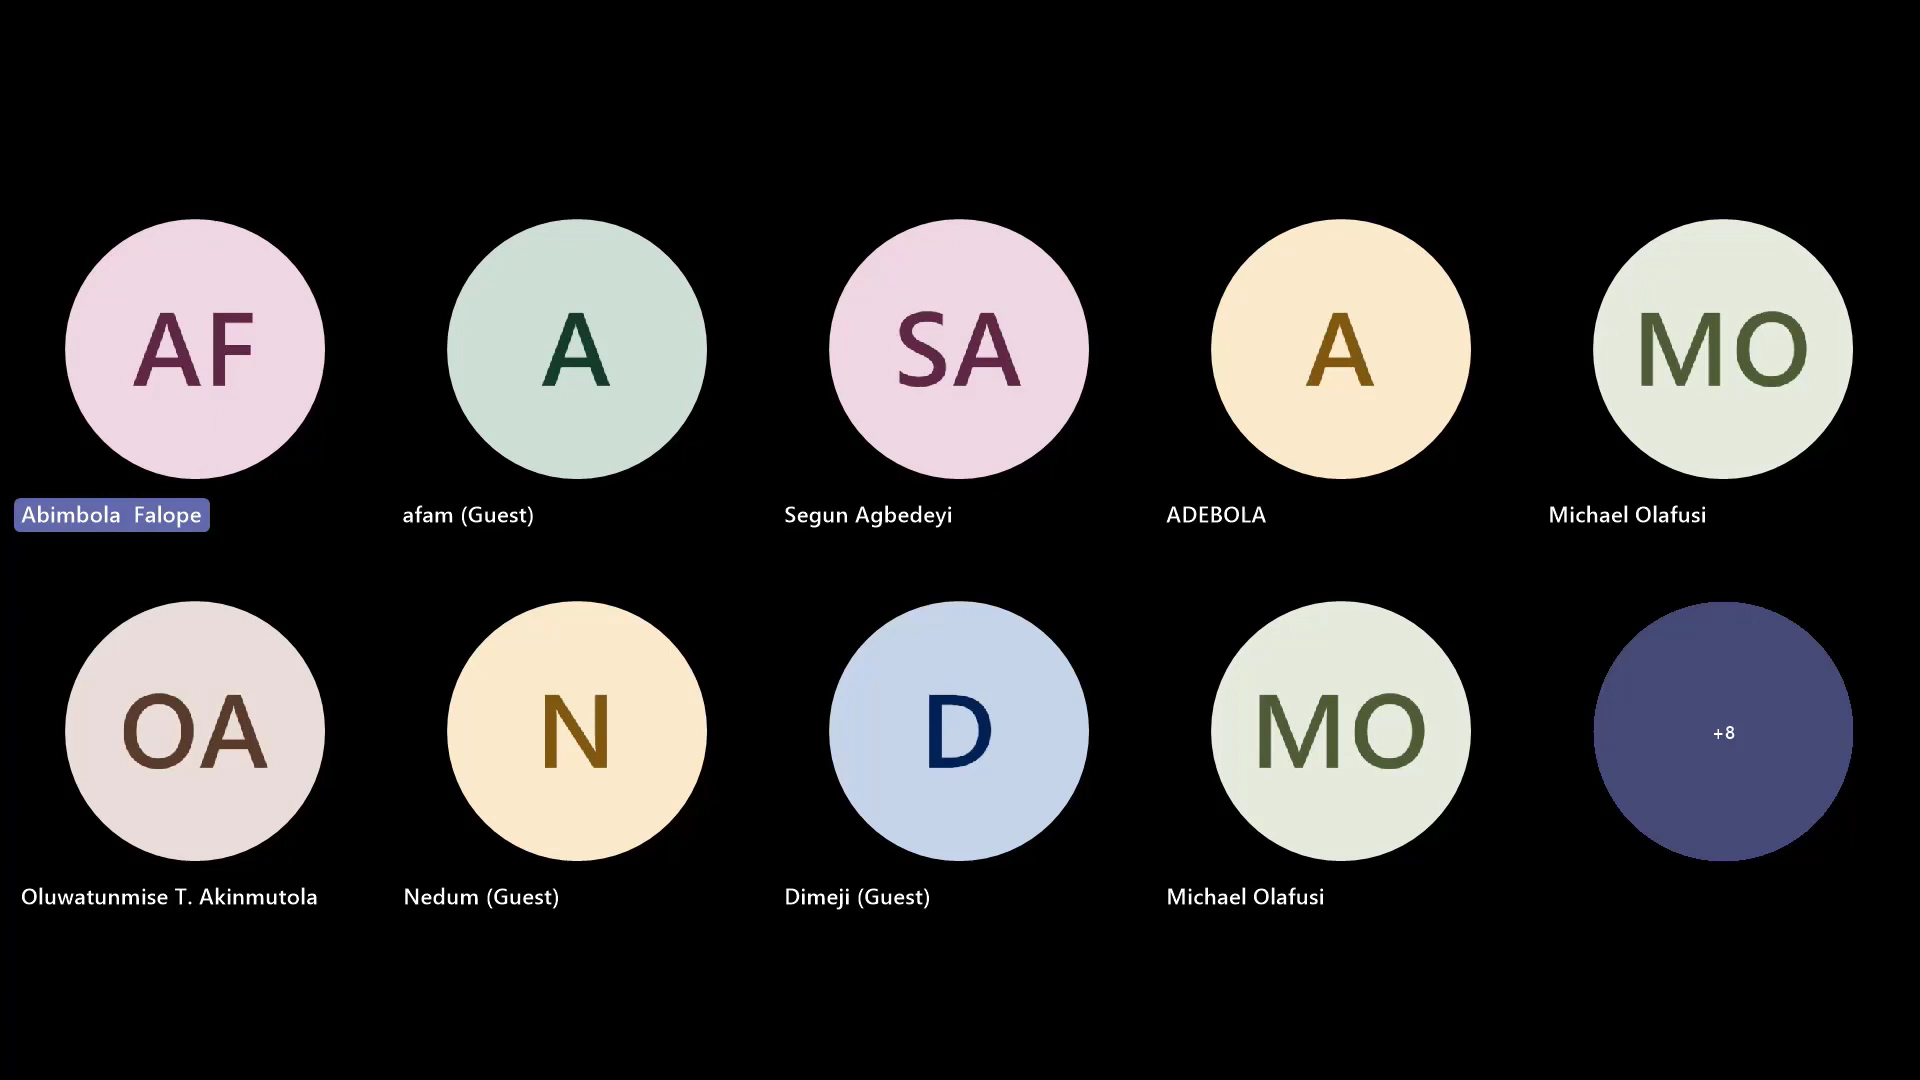 AF
A
SA
A
MO
Abimbola Falope
afam (Guest)
Segun Agbedeyi
ADEBOLA
Michael Olafusi
OA
N
D
MO
+8
Oluwatunmise T. Akinmutola
Nedum (Guest)
Dimeji (Guest)
Michael Olafusi